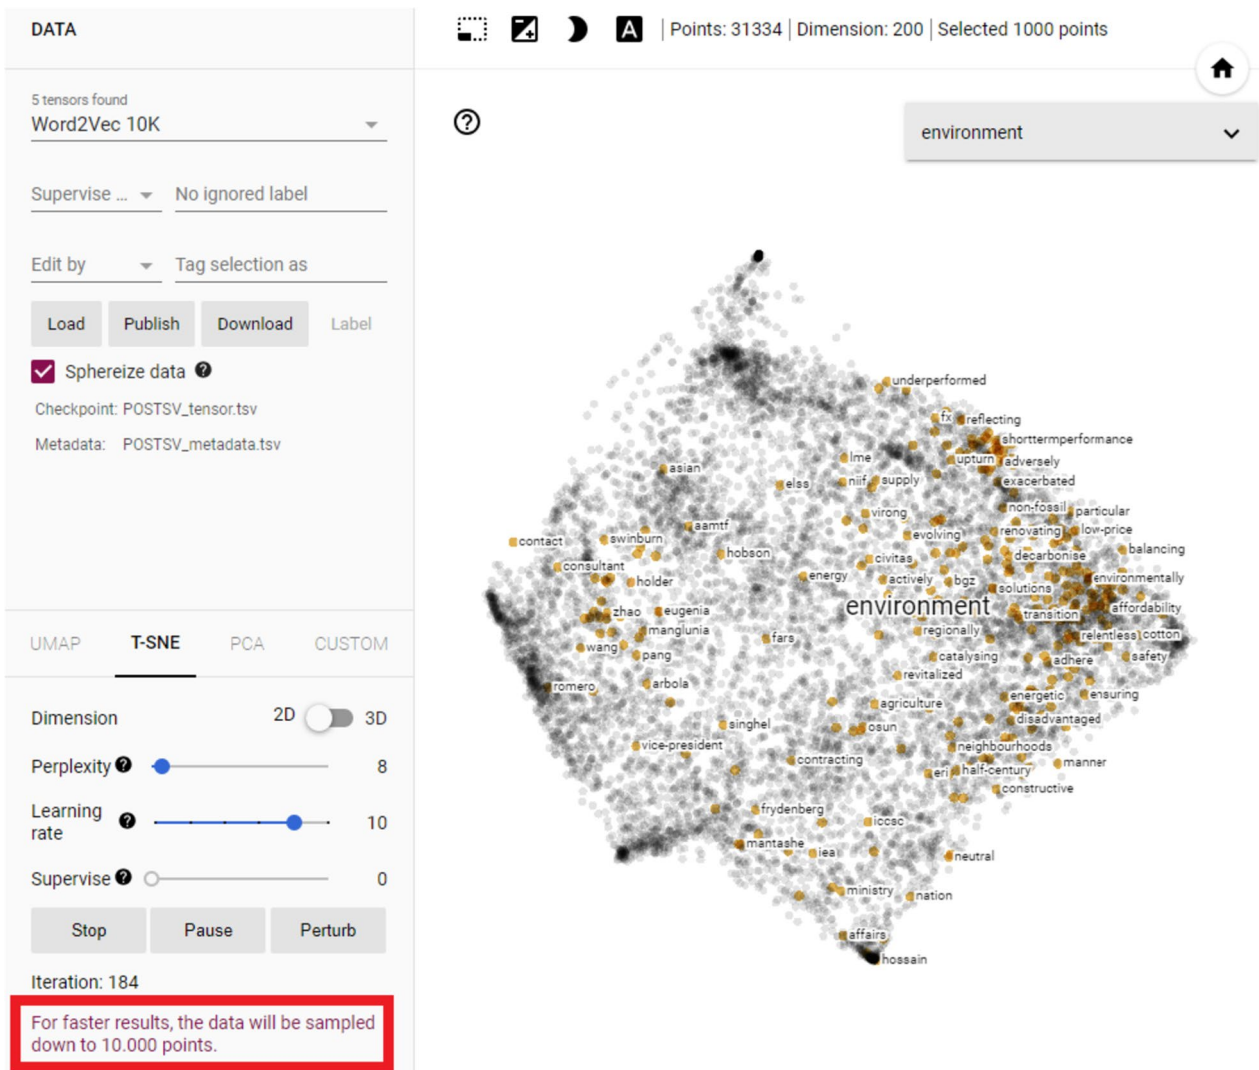 DATA
Points: 31334 | Dimension: 200 | Selected 1000 points
5 tensors found
Word2Vec 10K
environment
Supervise ...
No ignored label
Edit by
Tag selection as
Load
Publish
Download
Label
Sphereize data
Checkpoint: POSTSV_tensor.tsv
Metadata: POSTSV_metadata.tsv
UMAP
T-SNE
PCA
CUSTOM
Dimension
2D
3D
Perplexity
8
Learning
rate
10
Supervise
0
Stop
Pause
Perturb
Iteration: 184
For faster results, the data will be sampled
down to 10.000 points.
underperformed
fx
reflecting
shorttermperformance
lme
upturn
adversely
asian
elss
niif
supply
exacerbated
virong
non-fossil
particular
aamtf
evolving
renovating
low-price
contact
swinburn
hobson
civitas
decarbonise
balancing
consultant
holder
energy
actively
bgz
solutions
environmentally
environment
zhao
eugenia
transition
affordability
manglunia
fars
regionally
relentless
cotton
wang
pang
catalysing
adhere
safety
romero
arbola
revitalized
energetic
ensuring
agriculture
disadvantaged
singhel
osun
vice-president
neighbourhoods
contracting
eri
half-century
manner
constructive
frydenberg
iccsc
mantashe
iea
neutral
ministry
nation
affairs
hossain